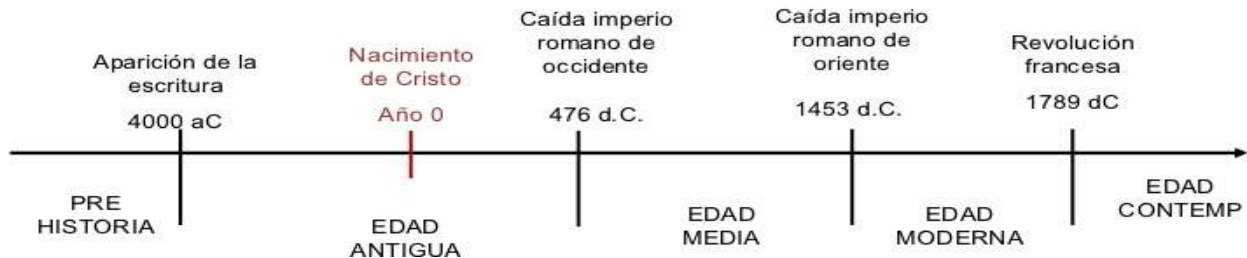 Aparición de la
escritura
4000 aC
Nacimiento
de Cristo
Año 0
Caída imperio
romano de
occidente
476 d.C.
Caída imperio
romano de
oriente
1453 d.C.
Revolución
francesa
1789 dC
PRE
HISTORIA
EDAD
ANTIGUA
EDAD
MEDIA
EDAD
MODERNA
EDAD
CONTEMP